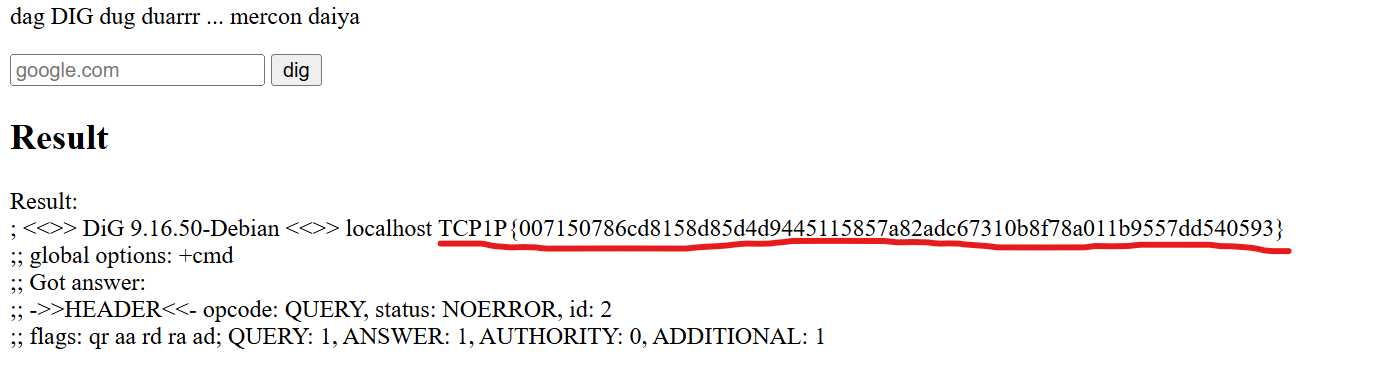 dag DIG dug duarrr ... mercon daiya
google.com
dig
Result
Result:
; <<>> DiG 9.16.50-Debian <<>> localhost TCP1P{007150786cd8158d85d4d9445115857a82adc67310b8f78a011b9557dd540593}
;; global options: +cmd
;; Got answer:
;; ->>HEADER<<- opcode: QUERY, status: NOERROR, id: 2
;; flags: qr aa rd ra ad; QUERY: 1, ANSWER: 1, AUTHORITY: 0, ADDITIONAL: 1